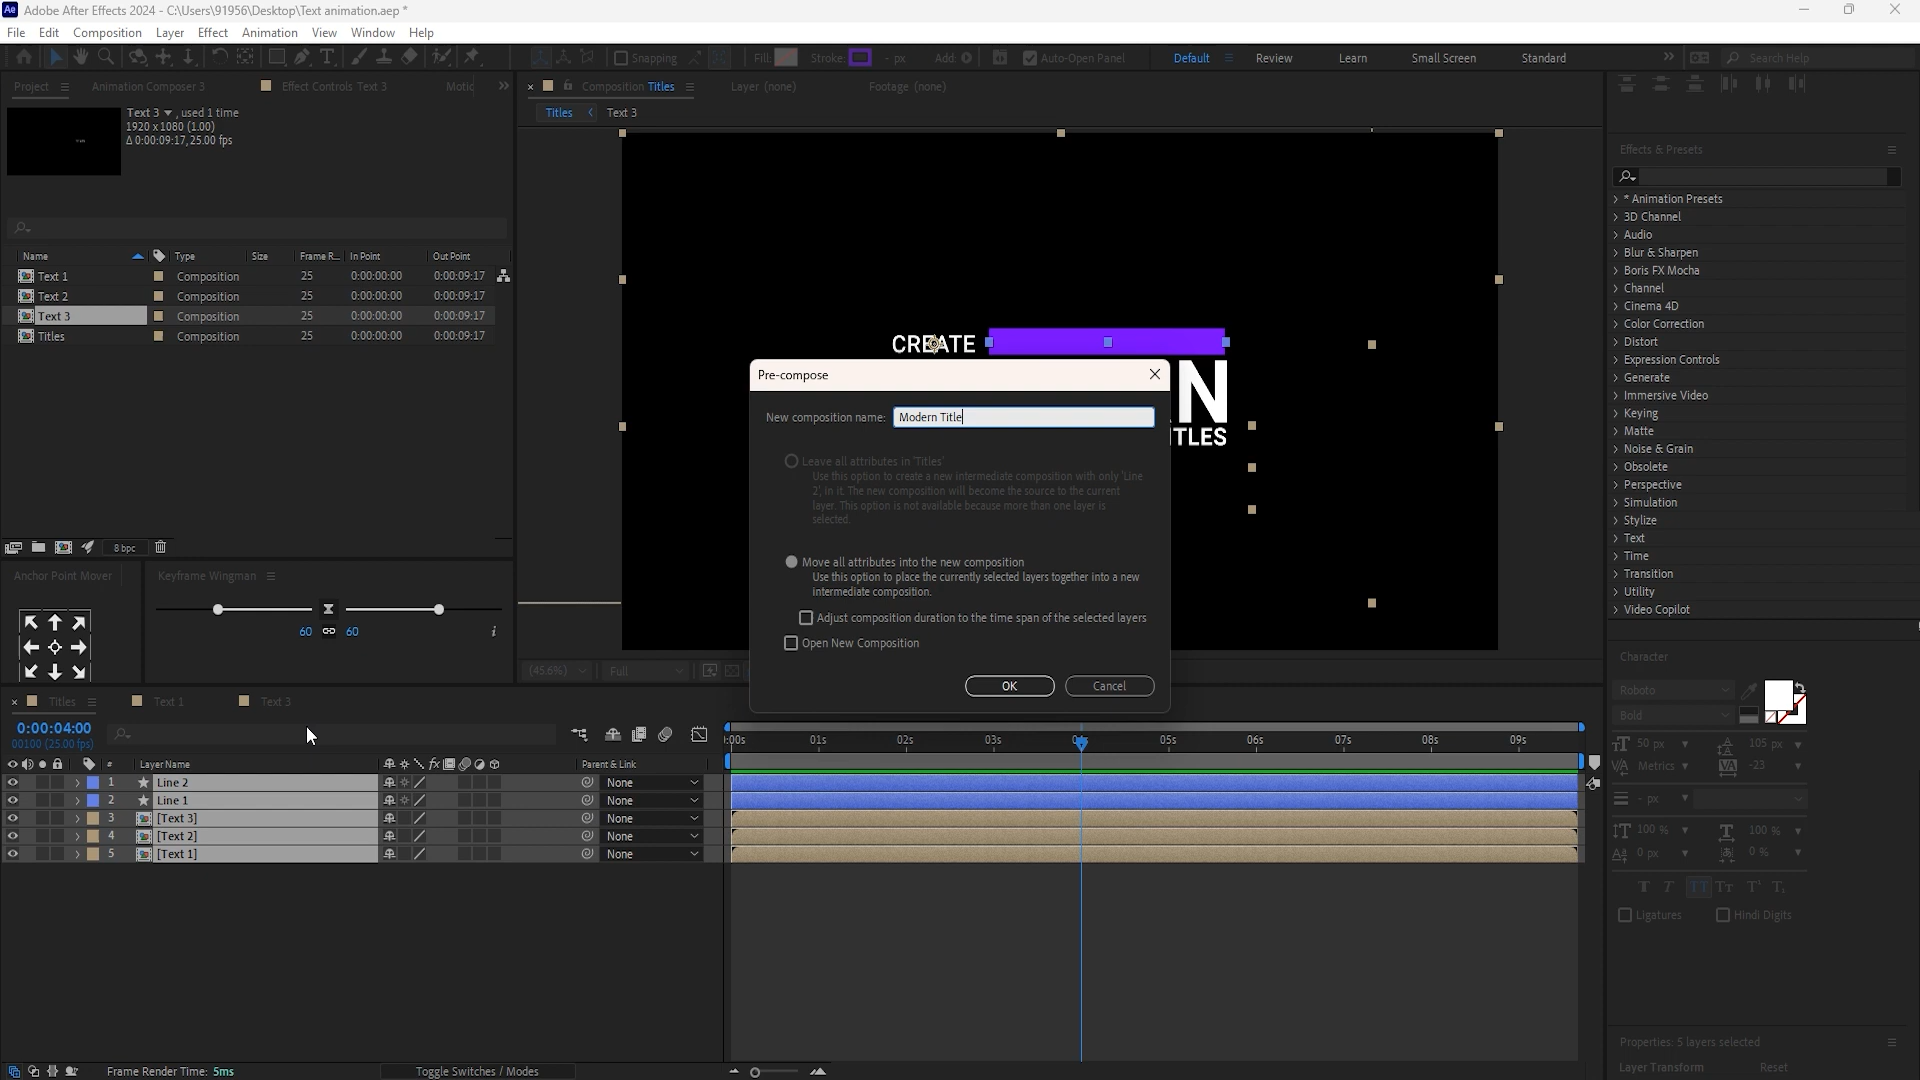 Adobe After Effects 2024 - C:\Users\91956\Desktop\Text animation.aep *
File Edit Composition Layer Effect Animation View Window Help
Snapping Fill: Stroke: - px Add: Auto-Open Panel Default Review Learn Small Screen Standard Search Help
Project Animation Composer 3 Effect Controls Text 3 Motic
Composition Titles Layer (none) Footage (none)
Titles Text 3
Text 3, used 1 time
1920 x 1080 (1.00)
Δ 0:00:09:17, 25.00 fps
Name Type Size Frame R... In Point Out Point
Text 1 Composition 25 0:00:00:00 0:00:09:17
Text 2 Composition 25 0:00:00:00 0:00:09:17
Text 3 Composition 25 0:00:00:00 0:00:09:17
Titles Composition 25 0:00:00:00 0:00:09:17
8 bpc
Anchor Point Mover Keyframe Wingman
60 60
CREATE
N
TLES
(45.6%) Full
Pre-compose
New composition name: Modern Title
Leave all attributes in 'Titles'
Use this option to create a new intermediate composition with only 'Line
2', in it. The new composition will become the source to the current
layer. This option is not available because more than one layer is
selected.
Move all attributes into the new composition
Use this option to place the currently selected layers together into a new
intermediate composition.
Adjust composition duration to the time span of the selected layers
Open New Composition
OK Cancel
Effects & Presets
* Animation Presets
3D Channel
Audio
Blur & Sharpen
Boris FX Mocha
Channel
Cinema 4D
Color Correction
Distort
Expression Controls
Generate
Immersive Video
Keying
Matte
Noise & Grain
Obsolete
Perspective
Simulation
Stylize
Text
Time
Transition
Utility
Video Copilot
Character
Roboto
Bold
50 px 105 px
Metrics -23
- px
100 % 100 %
0 px 0 %
Ligatures Hindi Digits
Properties: 5 layers selected
Layer Transform Reset
Titles Text 1 Text 3
0:00:04:00
00100 (25.00 fps)
:00s 01s 02s 03s 05s 06s 07s 08s 09s
# Layer Name fx Parent & Link
1 Line 2 None
2 Line 1 None
3 [Text 3] None
4 [Text 2] None
5 [Text 1] None
Frame Render Time: 5ms Toggle Switches / Modes